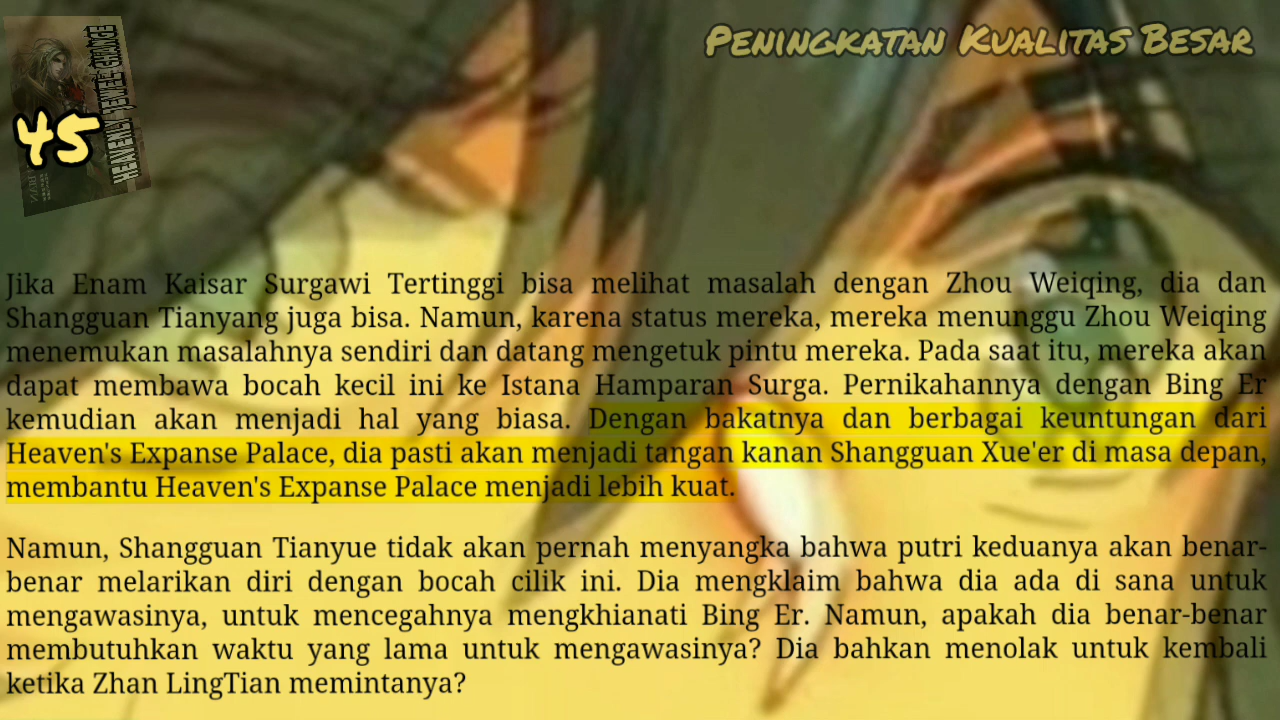 Peningkatan Kualitas Besar
HEAVENLY JEWEL CHANGE
45
Jika Enam Kaisar Surgawi Tertinggi bisa melihat masalah dengan Zhou Weiqing, dia dan
Shangguan Tianyang juga bisa. Namun, karena status mereka, mereka menunggu Zhou Weiqing
menemukan masalahnya sendiri dan datang mengetuk pintu mereka. Pada saat itu, mereka akan
dapat membawa bocah kecil ini ke Istana Hamparan Surga. Pernikahannya dengan Bing Er
kemudian akan menjadi hal yang biasa. Dengan bakatnya dan berbagai keuntungan dari
Heaven's Expanse Palace, dia pasti akan menjadi tangan kanan Shangguan Xue'er di masa depan,
membantu Heaven's Expanse Palace menjadi lebih kuat.
Namun, Shangguan Tianyue tidak akan pernah menyangka bahwa putri keduanya akan benar-
benar melarikan diri dengan bocah cilik ini. Dia mengklaim bahwa dia ada di sana untuk
mengawasinya, untuk mencegahnya mengkhianati Bing Er. Namun, apakah dia benar-benar
membutuhkan waktu yang lama untuk mengawasinya? Dia bahkan menolak untuk kembali
ketika Zhan LingTian memintanya?